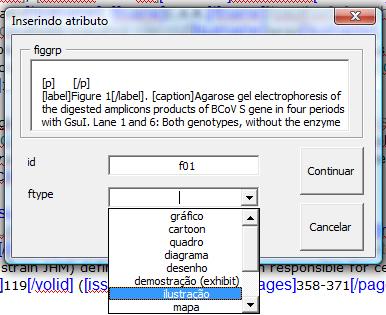 Inserindo atributo
figgrp
[p] [/p]
[label]Figure 1[/label]. [caption]Agarose gel electrophoresis of
the digested amplicons products of BCoV S gene in four periods
with GsuI. Lane 1 and 6: Both genotypes, without the enzyme
id
f01
Continuar
ftype
gráfico
cartoon
quadro
diagrama
desenho
demostração (exhibit)
ilustração
mapa
Cancelar
strain JHM) defi
responsible for ce
]119[/volid] ([iss
ages]358-371[/pag